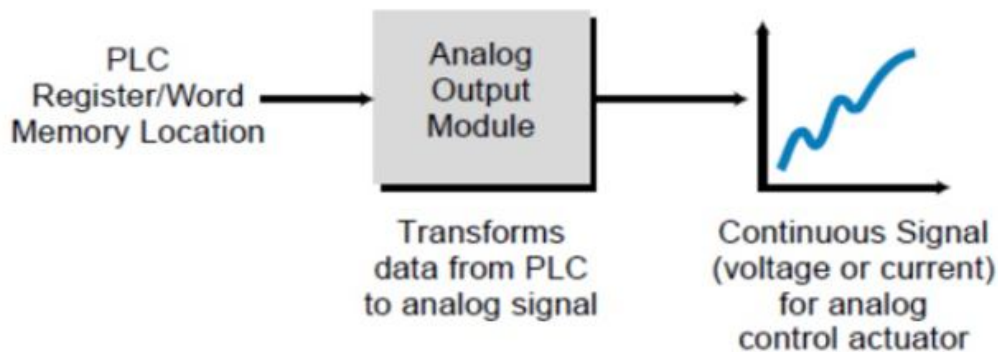 PLC
Register/Word
Memory Location
Analog
Output
Module
Transforms
data from PLC
to analog signal
Continuous Signal
(voltage or current)
for analog
control actuator